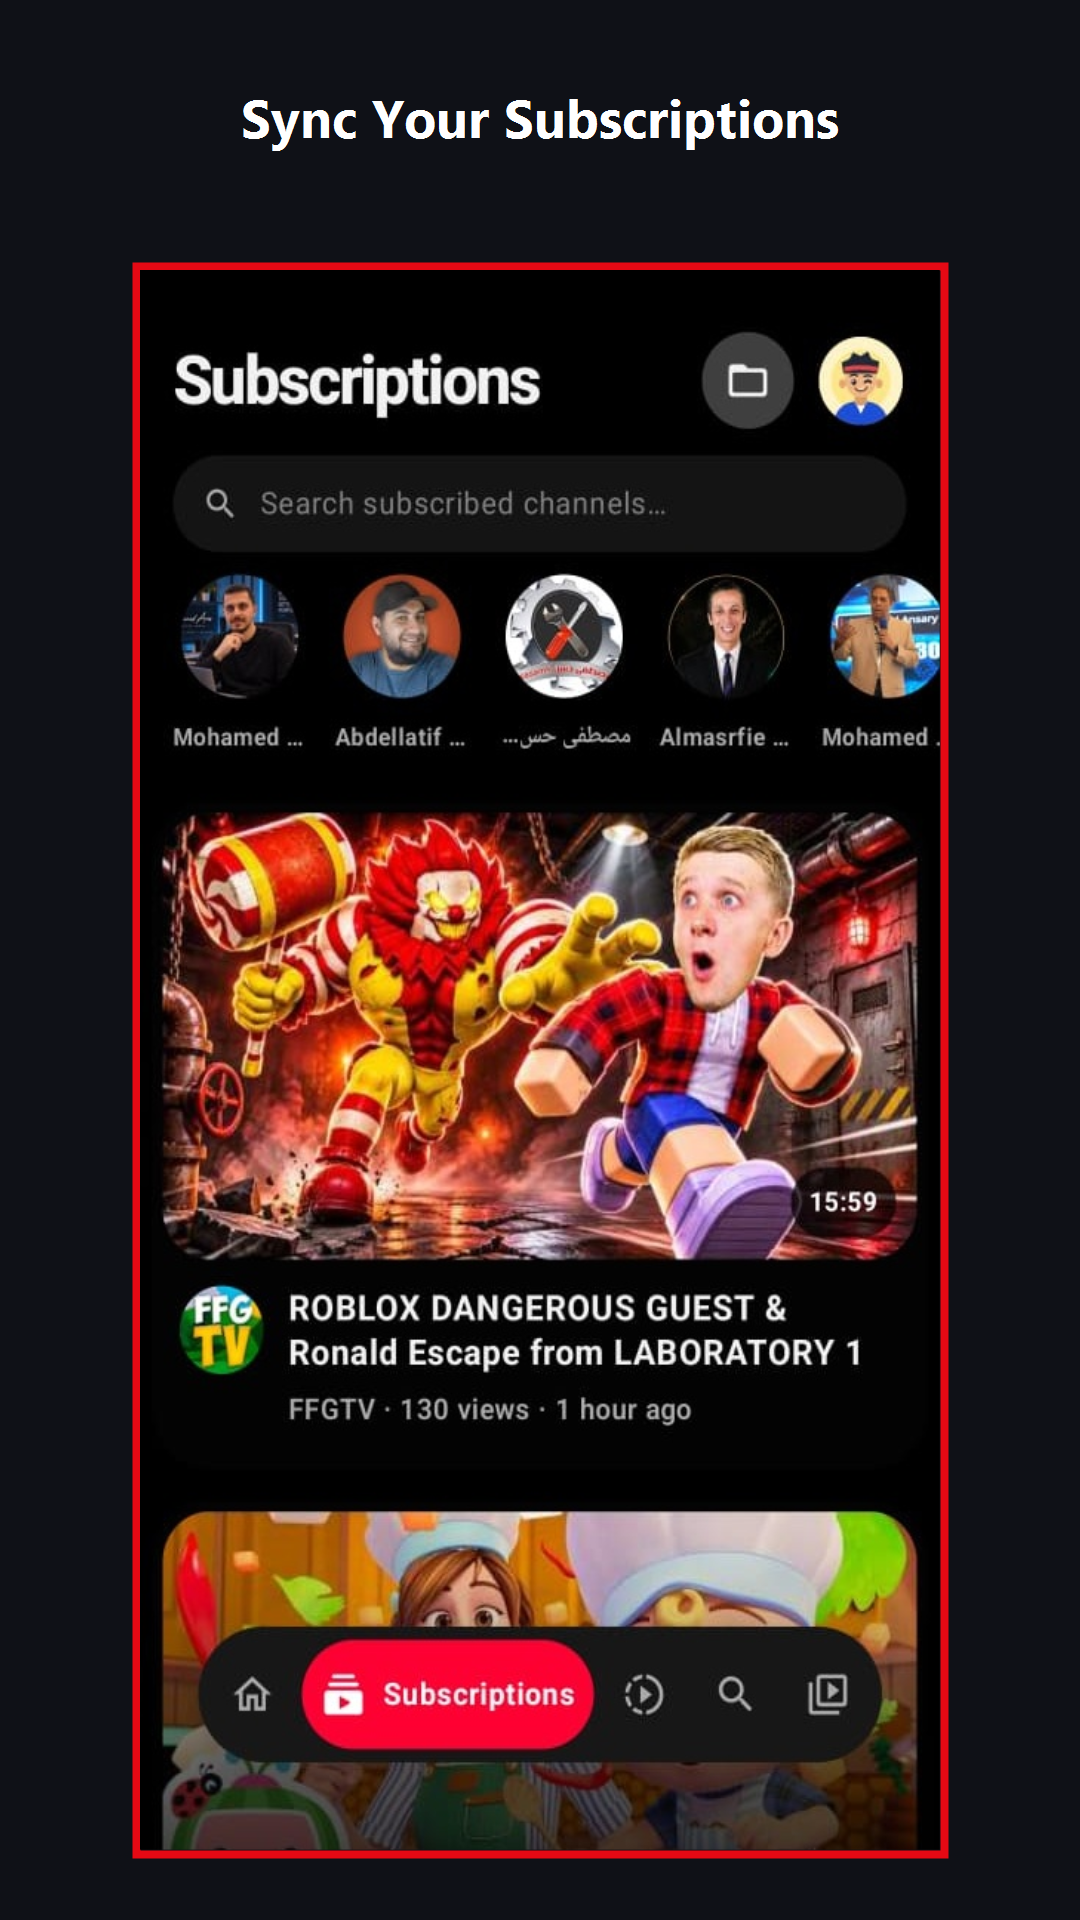 Sync Your Subscriptions
Subscriptions
Search subscribed channels...
Mohamed ...
Abdellatif ...
مصطفى حس...
Almasrfie ...
Mohamed .
15:59
FFG
TV
ROBLOX DANGEROUS GUEST &
Ronald Escape from LABORATORY 1
FFGTV · 130 views · 1 hour ago
Subscriptions